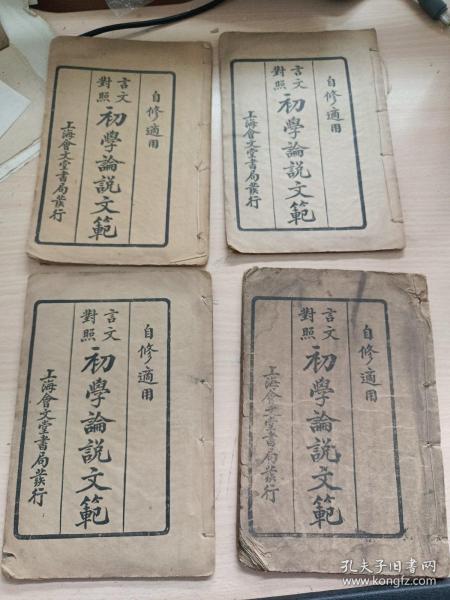 自修適用
言文對照
初學論說文範
上海會文堂書局發行
自修適用
言文對照
初學論說文範
上海會文堂書局發行
自修適用
言文對照
初學論說文範
上海會文堂書局發行
自修適用
言文對照
初學論說文範
上海會文堂書局發行
孔夫子旧书网
www.kongfz.com